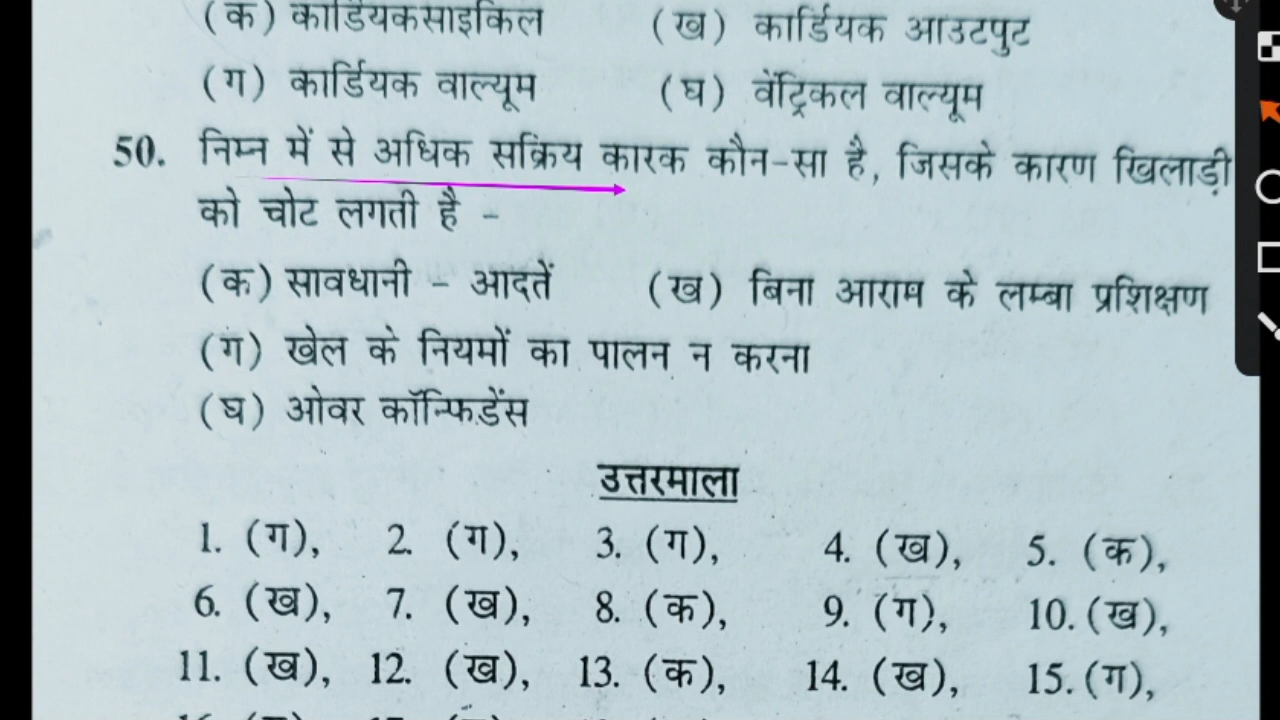 (क) कार्डियकसाइकिल (ख) कार्डियक आउटपुट
(ग) कार्डियक वाल्यूम (घ) वेंट्रिकल वाल्यूम
50. निम्न में से अधिक सक्रिय कारक कौन-सा है, जिसके कारण खिलाड़ी
को चोट लगती है -
(क) सावधानी - आदतें (ख) बिना आराम के लम्बा प्रशिक्षण
(ग) खेल के नियमों का पालन न करना
(घ) ओवर कॉन्फिडेंस
उत्तरमाला
1. (ग), 2. (ग), 3. (ग), 4. (ख), 5. (क),
6. (ख), 7. (ख), 8. (क), 9. (ग), 10. (ख),
11. (ख), 12. (ख), 13. (क), 14. (ख), 15. (ग),